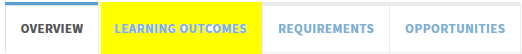 OVERVIEW LEARNING OUTCOMES REQUIREMENTS OPPORTUNITIES